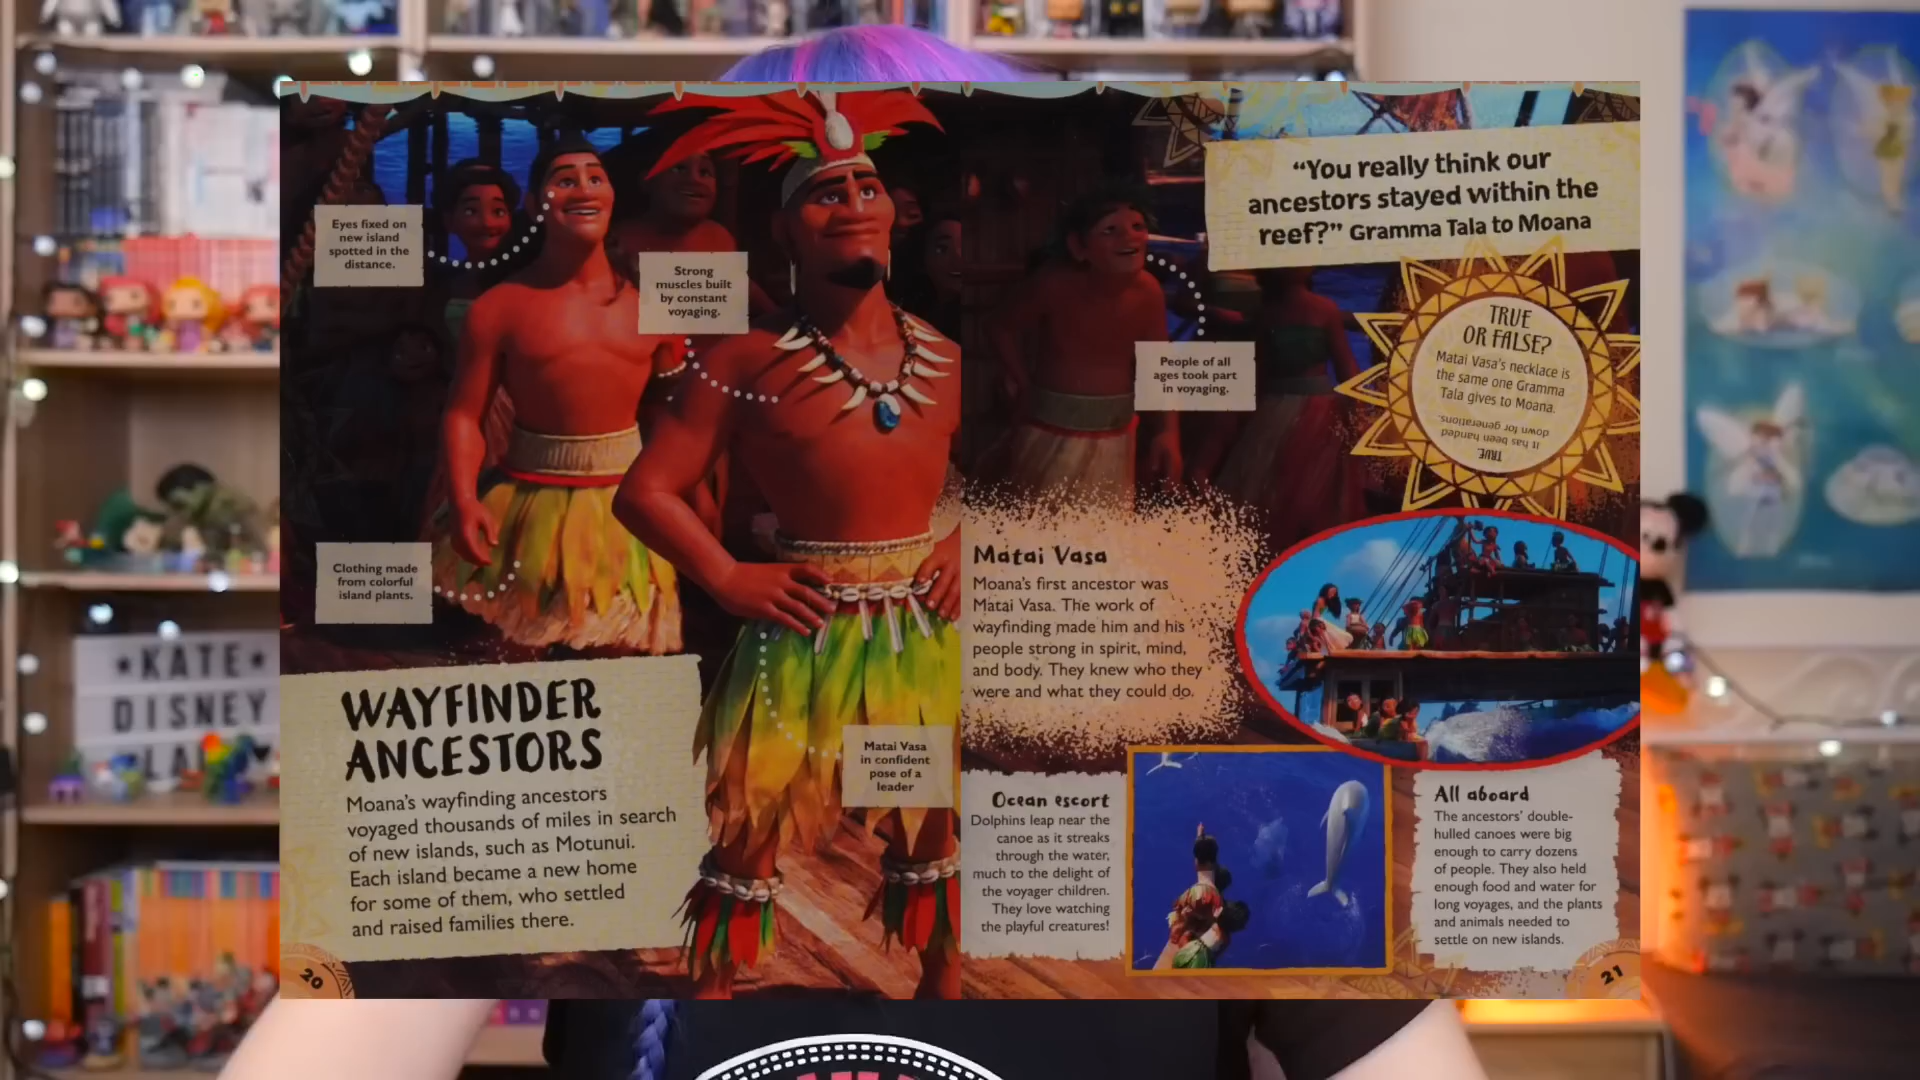 Eyes fixed on
new island
spotted in the
distance.
Strong
muscles built
by constant
voyaging.
Clothing made
from colorful
island plants.
WAYFINDER
ANCESTORS
Moana's wayfinding ancestors
voyaged thousands of miles in search
of new islands, such as Motunui.
Each island became a new home
for some of them, who settled
and raised families there.
20
Matai Vasa
in confident
pose of a
leader
"You really think our
ancestors stayed within the
reef?" Gramma Tala to Moana
People of all
ages took part
in voyaging.
TRUE
OR FALSE?
Matai Vasa's necklace is
the same one Gramma
Tala gives to Moana.
TRUE.
It has been handed
down for generations.
Matai Vasa
Moana's first ancestor was
Matai Vasa. The work of
wayfinding made him and his
people strong in spirit, mind,
and body. They knew who they
were and what they could do.
Ocean escort
Dolphins leap near the
canoe as it streaks
through the water,
much to the delight of
the voyager children.
They love watching
the playful creatures!
All aboard
The ancestors' double-
hulled canoes were big
enough to carry dozens
of people. They also held
enough food and water for
long voyages, and the plants
and animals needed to
settle on new islands.
21
KATE
DISNEY